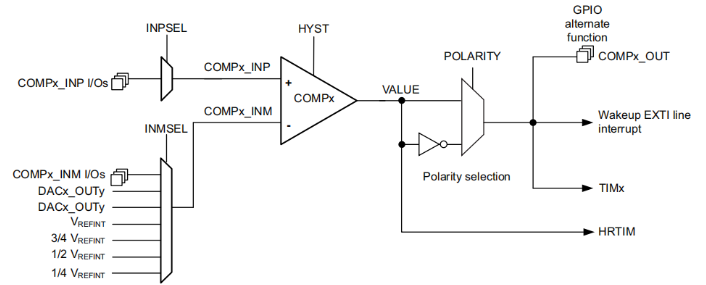 INPSEL
COMPx_INP I/Os
COMPx_INP
HYST
+
COMPx
-
COMPx_INM
INMSEL
COMPx_INM I/Os
DACx_OUTy
DACx_OUTy
VREFINT
3/4 VREFINT
1/2 VREFINT
1/4 VREFINT
VALUE
POLARITY
Polarity selection
GPIO
alternate
function
COMPx_OUT
Wakeup EXTI line
interrupt
TIMx
HRTIM